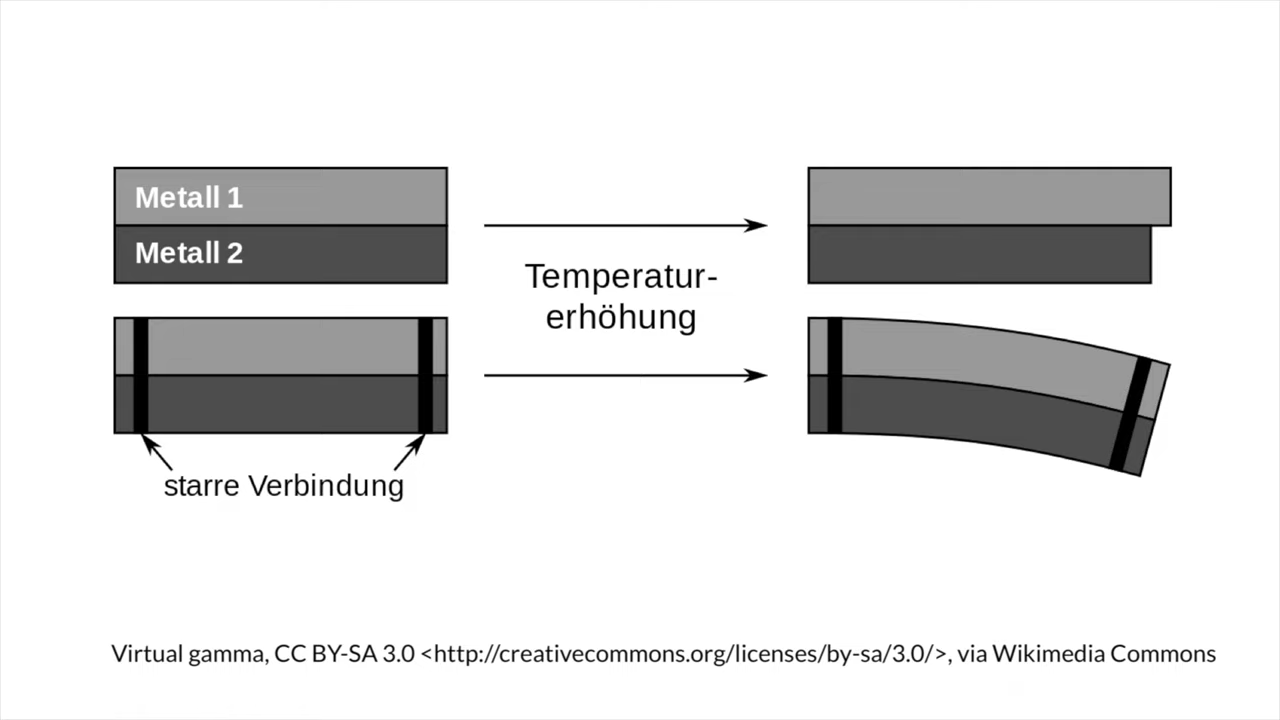 Metall 1
Metall 2
Temperatur-
erhöhung
starre Verbindung
Virtual gamma, CC BY-SA 3.0 <http://creativecommons.org/licenses/by-sa/3.0/>, via Wikimedia Commons